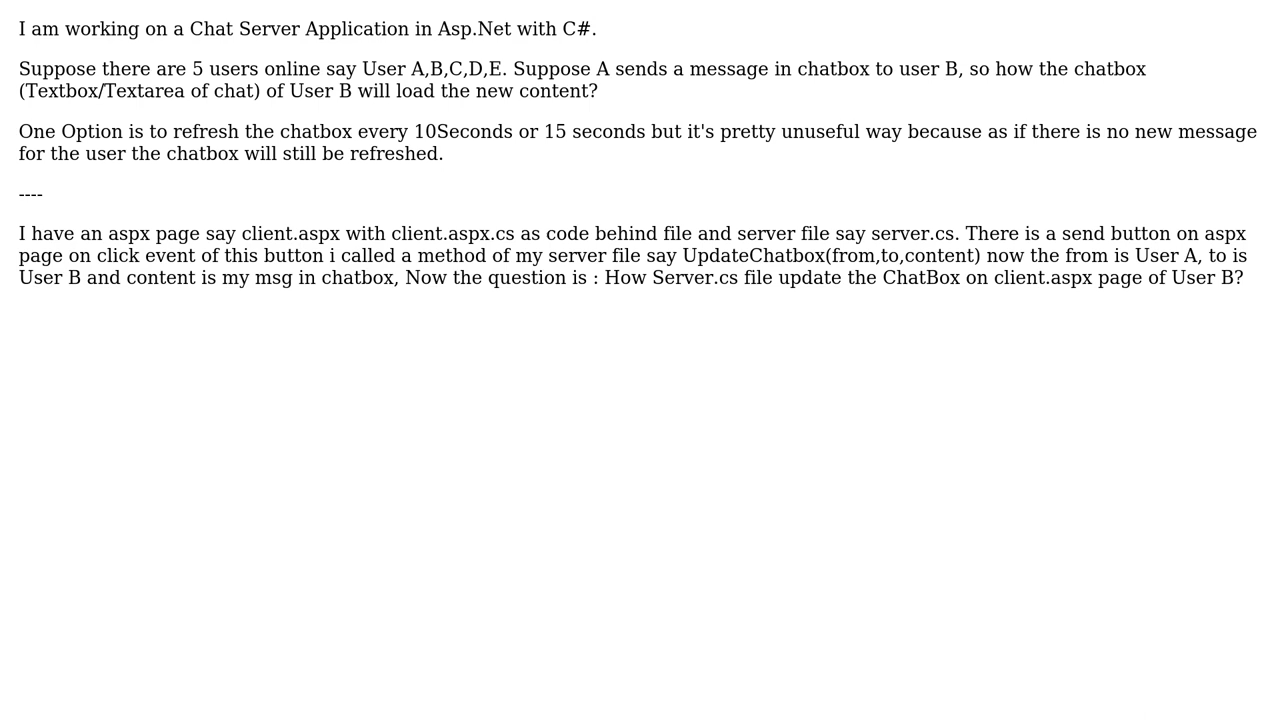 I am working on a Chat Server Application in Asp.Net with C#.
Suppose there are 5 users online say User A,B,C,D,E. Suppose A sends a message in chatbox to user B, so how the chatbox
(Textbox/Textarea of chat) of User B will load the new content?
One Option is to refresh the chatbox every 10Seconds or 15 seconds but it's pretty unuseful way because as if there is no new message
for the user the chatbox will still be refreshed.
----
I have an aspx page say client.aspx with client.aspx.cs as code behind file and server file say server.cs. There is a send button on aspx
page on click event of this button i called a method of my server file say UpdateChatbox(from,to,content) now the from is User A, to is
User B and content is my msg in chatbox, Now the question is : How Server.cs file update the ChatBox on client.aspx page of User B?